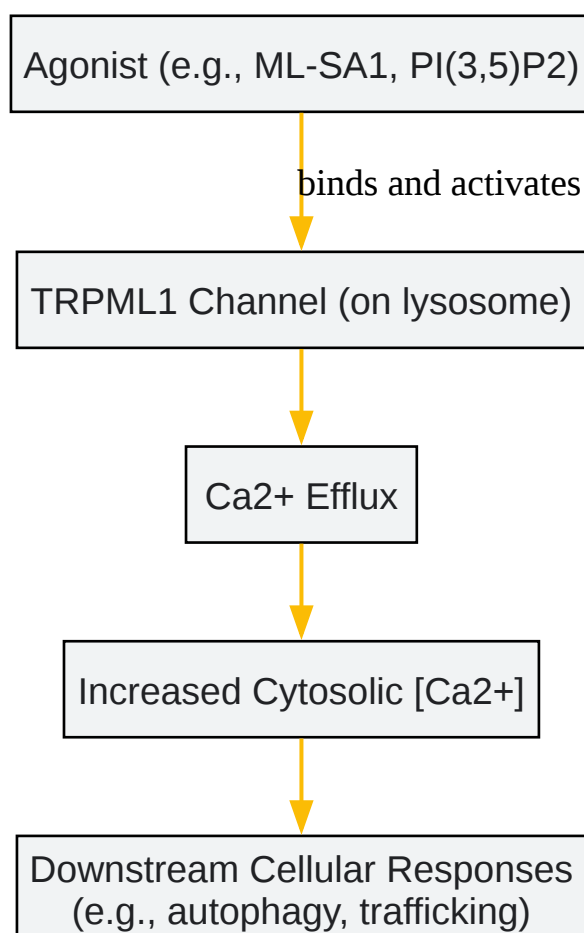 Agonist (e.g., ML-SA1, PI(3,5)P2)
binds and activates
TRPML1 Channel (on lysosome)
Ca2+ Efflux
Increased Cytosolic [Ca2+]
Downstream Cellular Responses
(e.g., autophagy, trafficking)